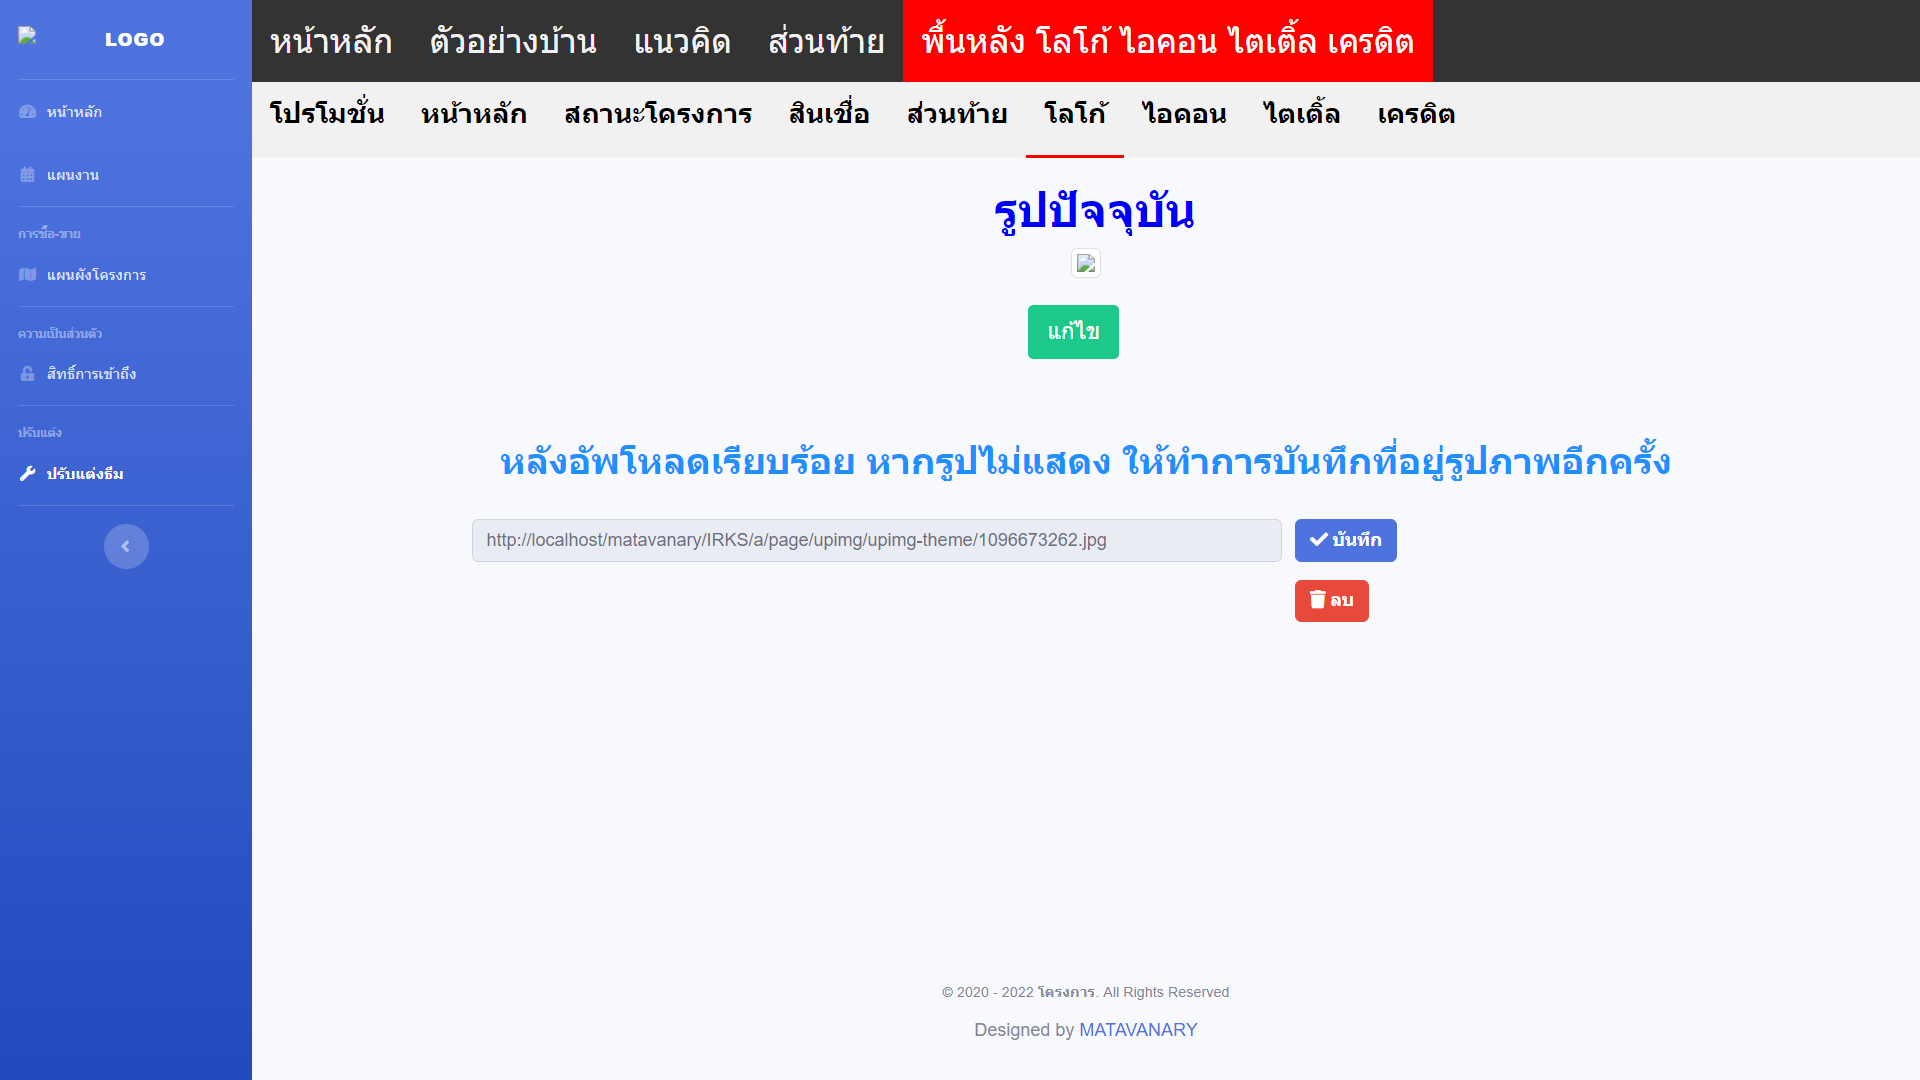 LOGO
หน้าหลัก
แผนงาน
การซื้อ-ขาย
แผนผังโครงการ
ความเป็นส่วนตัว
สิทธิ์การเข้าถึง
ปรับแต่ง
ปรับแต่งธีม
หน้าหลัก ตัวอย่างบ้าน แนวคิด ส่วนท้าย พื้นหลัง โลโก้ ไอคอน ไตเติ้ล เครดิต
โปรโมชั่น หน้าหลัก สถานะโครงการ สินเชื่อ ส่วนท้าย โลโก้ ไอคอน ไตเติ้ล เครดิต
รูปปัจจุบัน
แก้ไข
หลังอัพโหลดเรียบร้อย หากรูปไม่แสดง ให้ทำการบันทึกที่อยู่รูปภาพอีกครั้ง
http://localhost/matavanary/IRKS/a/page/upimg/upimg-theme/1096673262.jpg บันทึก
ลบ
© 2020 - 2022 โครงการ. All Rights Reserved
Designed by MATAVANARY